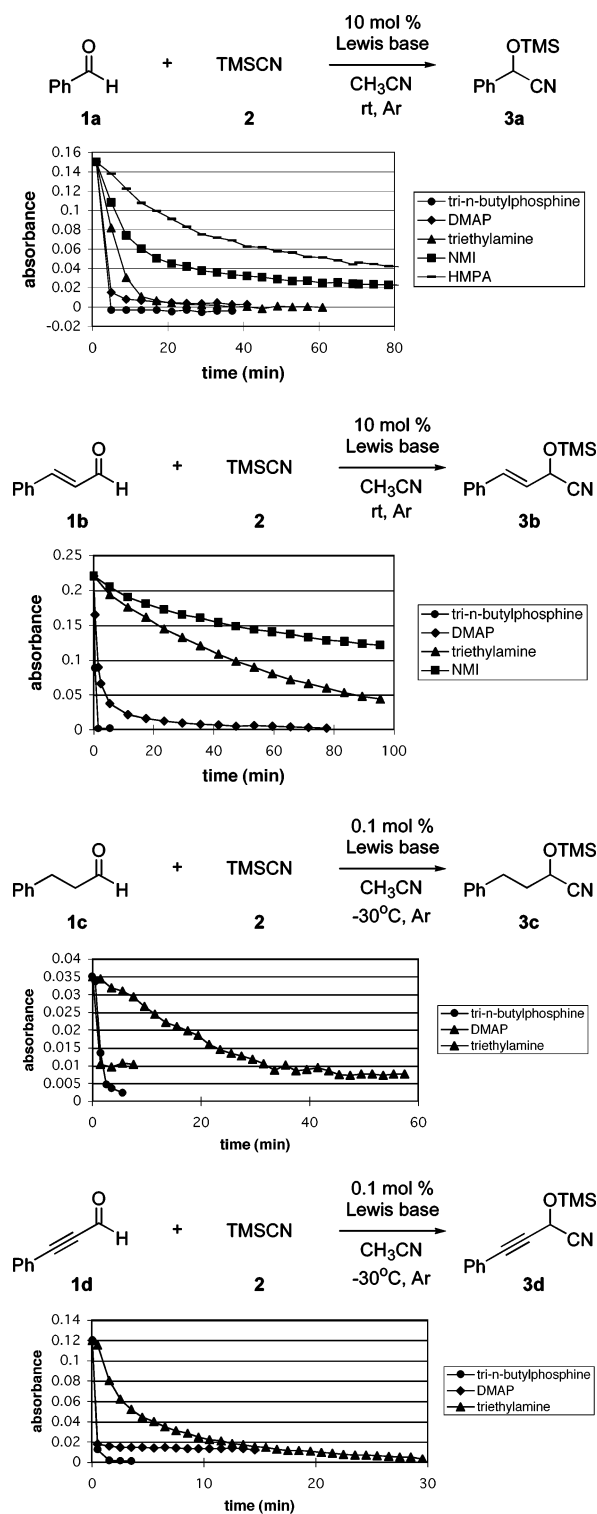 O
Ph
H
1a
+
TMSCN
2
10 mol %
Lewis base
CH3CN
rt, Ar
OTMS
Ph
CN
3a
absorbance
0.16
0.14
0.12
0.1
0.08
0.06
0.04
0.02
0
-0.02
0
20
40
60
80
time (min)
tri-n-butylphosphine
DMAP
triethylamine
NMI
HMPA
O
Ph
H
1b
+
TMSCN
2
10 mol %
Lewis base
CH3CN
rt, Ar
OTMS
Ph
CN
3b
absorbance
0.25
0.2
0.15
0.1
0.05
0
0
20
40
60
80
100
time (min)
tri-n-butylphosphine
DMAP
triethylamine
NMI
O
Ph
H
1c
+
TMSCN
2
0.1 mol %
Lewis base
CH3CN
-30°C, Ar
OTMS
Ph
CN
3c
absorbance
0.04
0.035
0.03
0.025
0.02
0.015
0.01
0.005
0
0
20
40
60
time (min)
tri-n-butylphosphine
DMAP
triethylamine
O
Ph
H
1d
+
TMSCN
2
0.1 mol %
Lewis base
CH3CN
-30°C, Ar
OTMS
Ph
CN
3d
absorbance
0.14
0.12
0.1
0.08
0.06
0.04
0.02
0
0
10
20
30
time (min)
tri-n-butylphosphine
DMAP
triethylamine